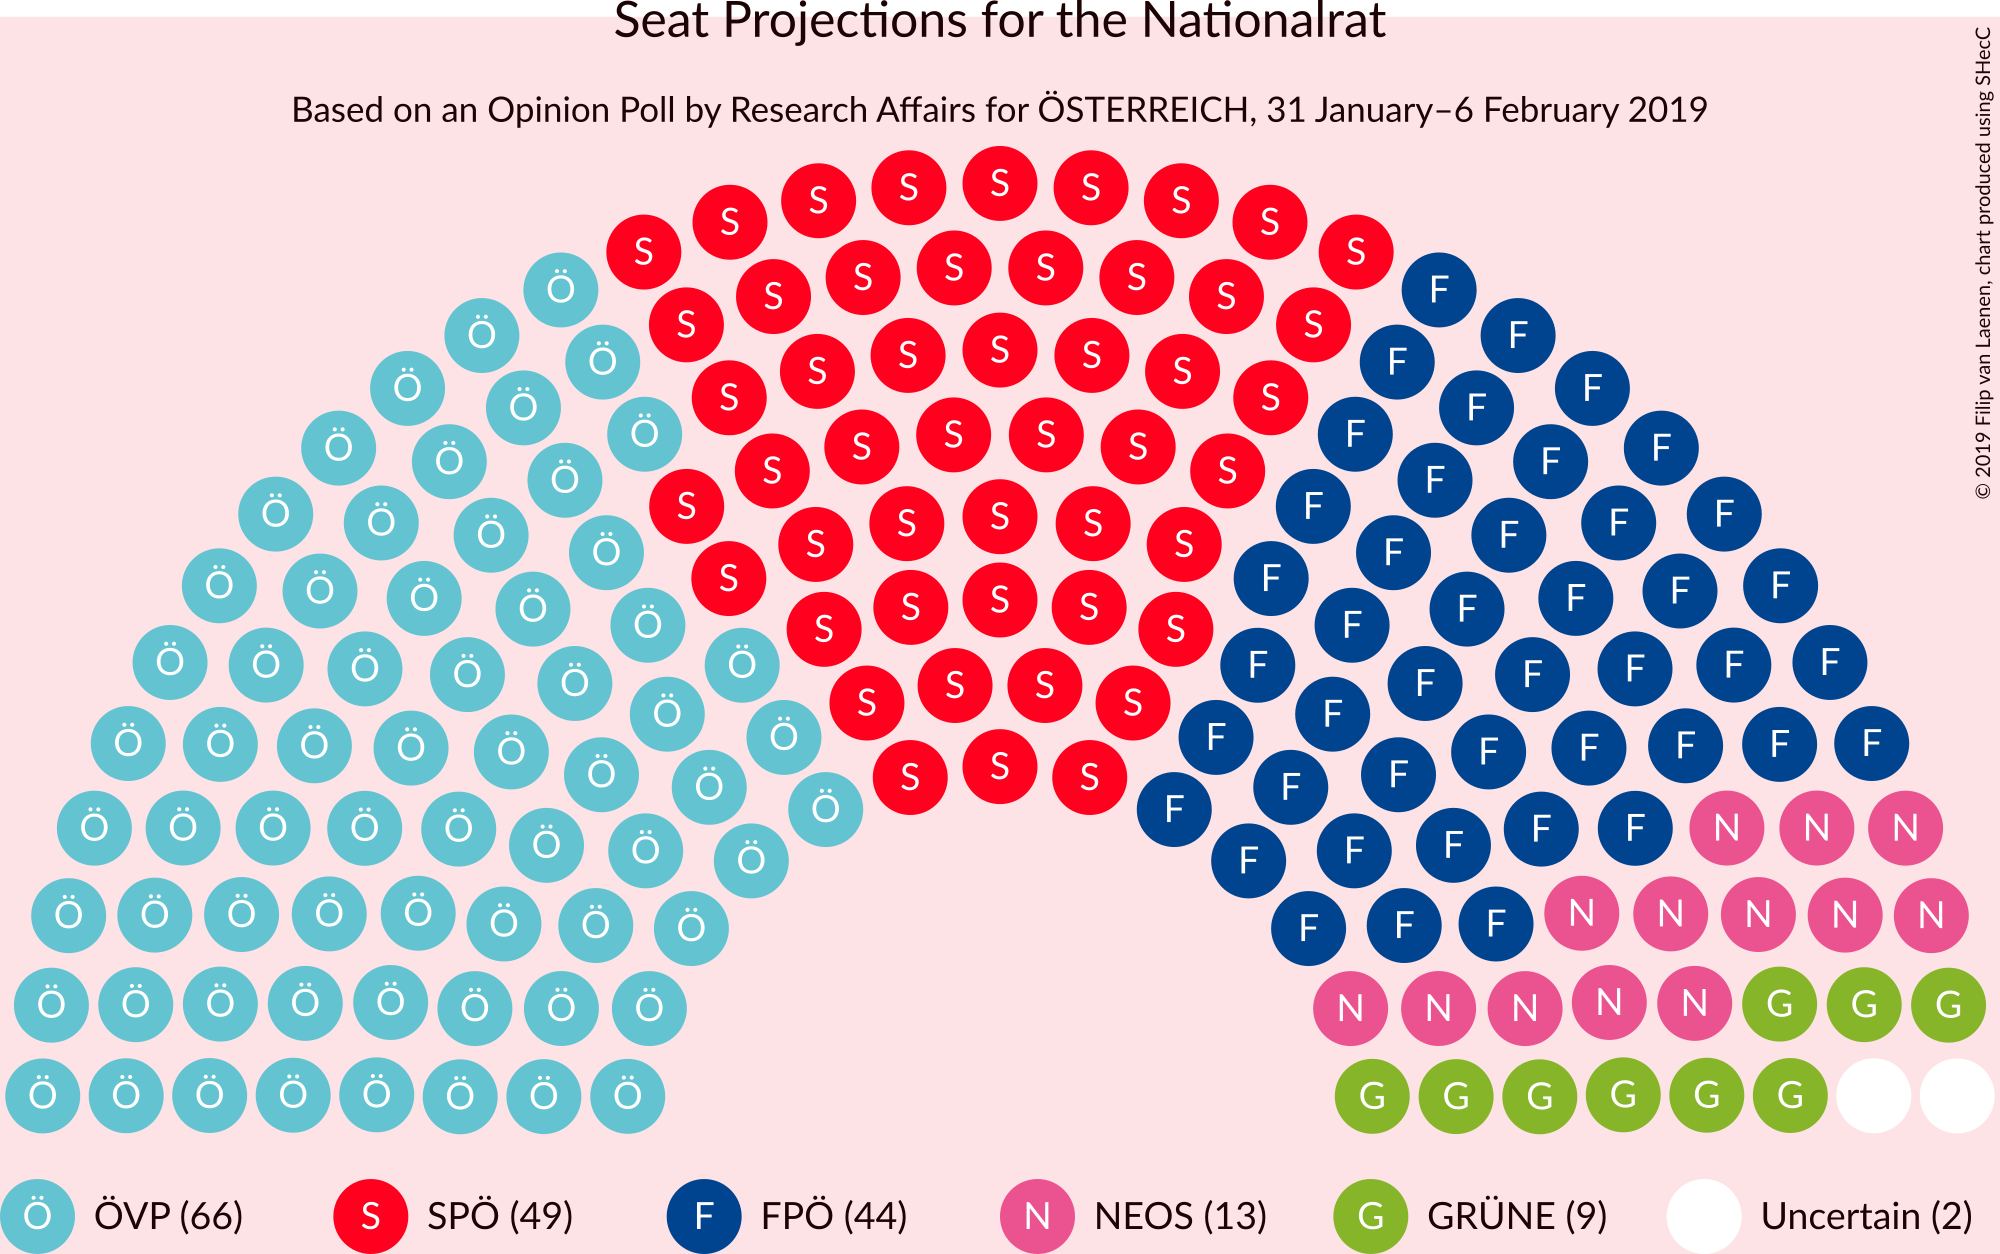 Seat Projections for the Nationalrat
Based on an Opinion Poll by Research Affairs for ÖSTERREICH, 31 January–6 February 2019
© 2019 Filip van Laenen, chart produced using SHecC
S S S S S S S S S
Ö S S S S S S S S F
Ö Ö S S S S S S S F F
Ö Ö Ö S S S S S S F F F
Ö Ö Ö S S S S S S F F F
Ö Ö Ö S S S S S F F F
Ö Ö Ö S S S S F F F
Ö Ö Ö Ö S S S F F F F
Ö Ö Ö Ö F F F F
Ö Ö Ö Ö F F F F
Ö Ö Ö Ö F F F F
Ö Ö Ö Ö F F F F
Ö Ö Ö Ö Ö Ö F F F F F F
Ö Ö Ö Ö Ö Ö Ö Ö F F F F F N N N
Ö Ö Ö Ö Ö Ö Ö Ö F F F N N N N N
Ö Ö Ö Ö Ö Ö Ö Ö N N N N N G G G
Ö Ö Ö Ö Ö Ö Ö Ö G G G G G G
Ö ÖVP (66) S SPÖ (49) F FPÖ (44) N NEOS (13) G GRÜNE (9) Uncertain (2)